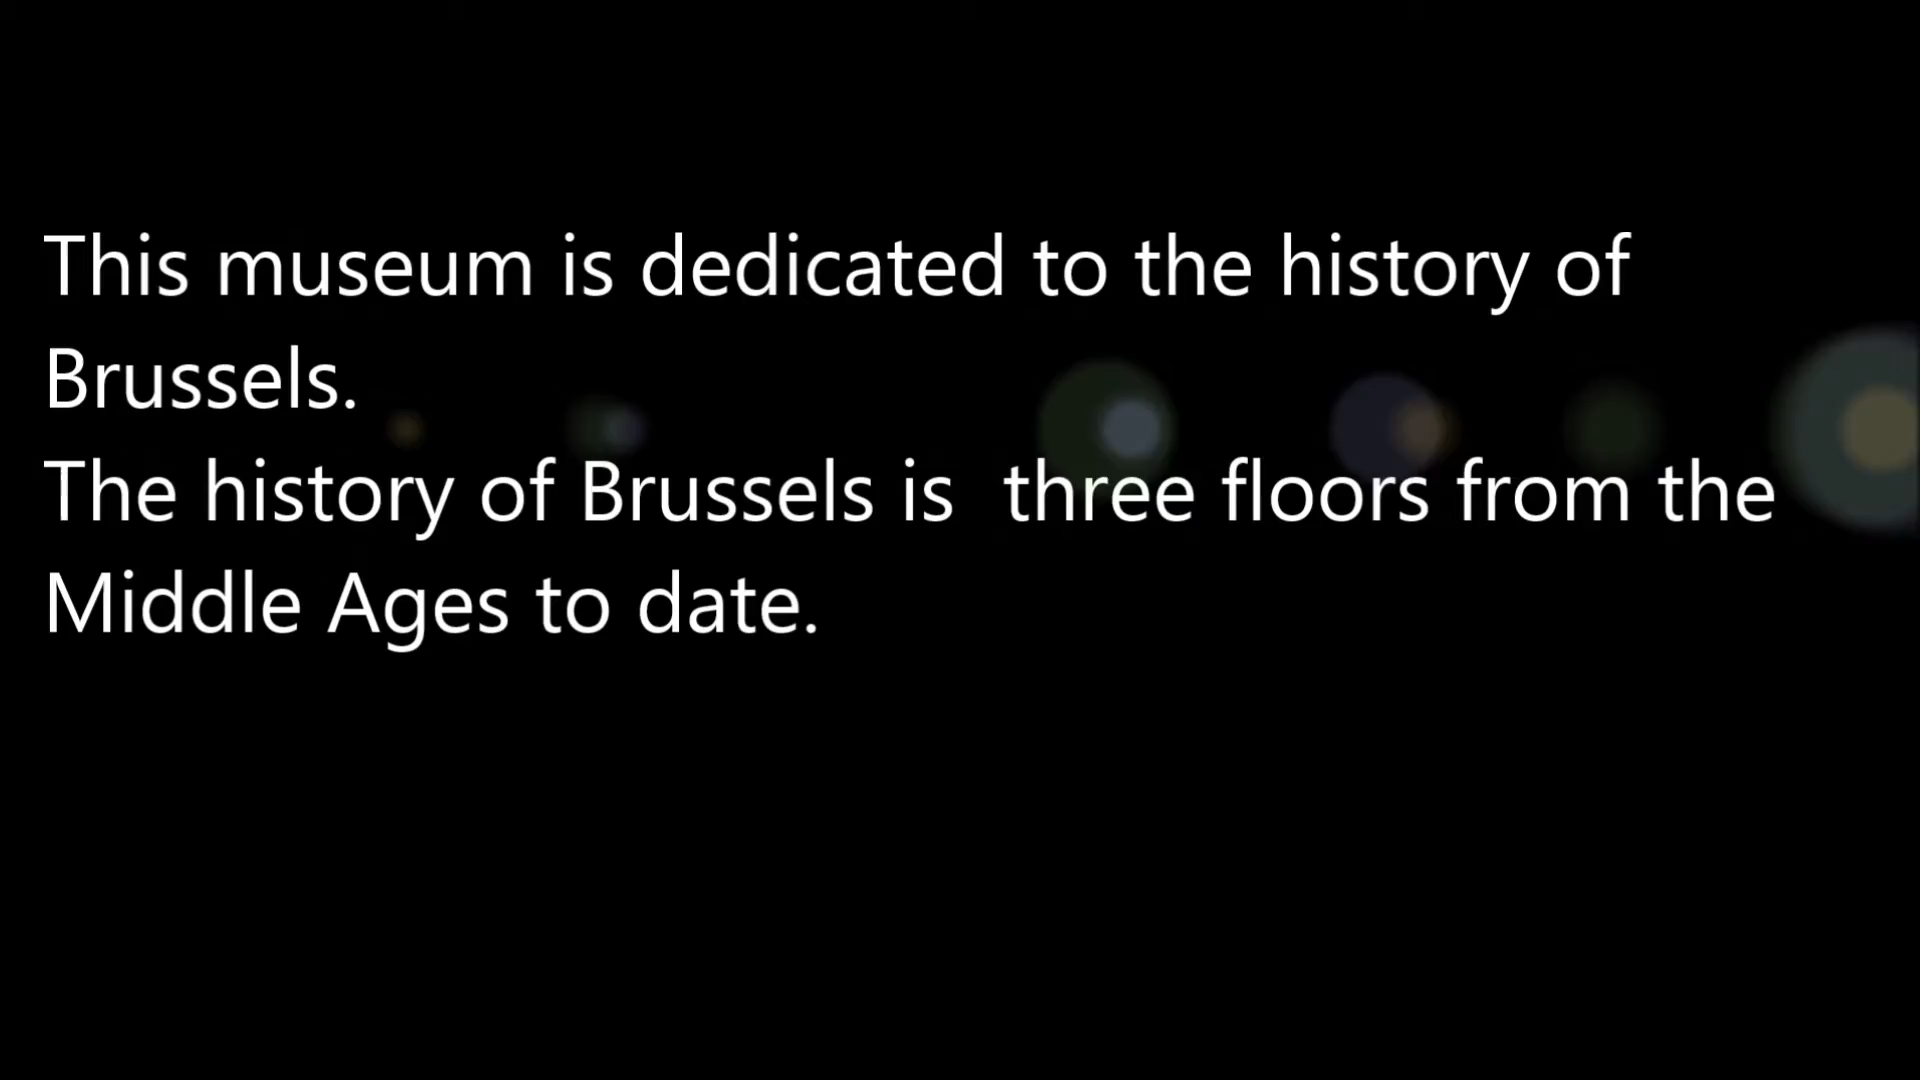 This museum is dedicated to the history of
Brussels.
The history of Brussels is  three floors from the
Middle Ages to date.